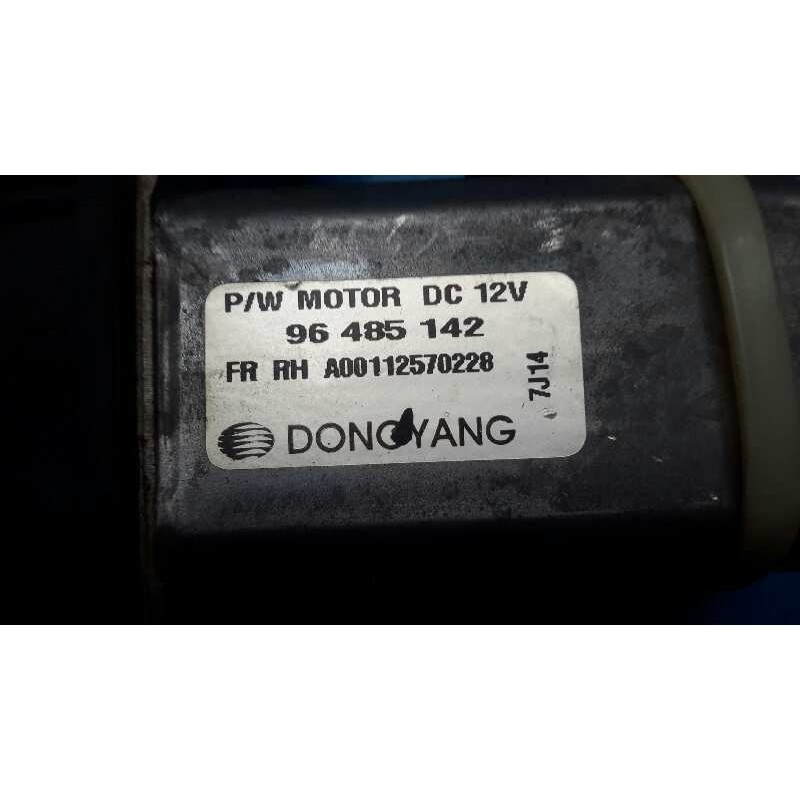 P/W MOTOR DC 12V
96 485 142
FR RH A00112570228
7J14
DONGYANG